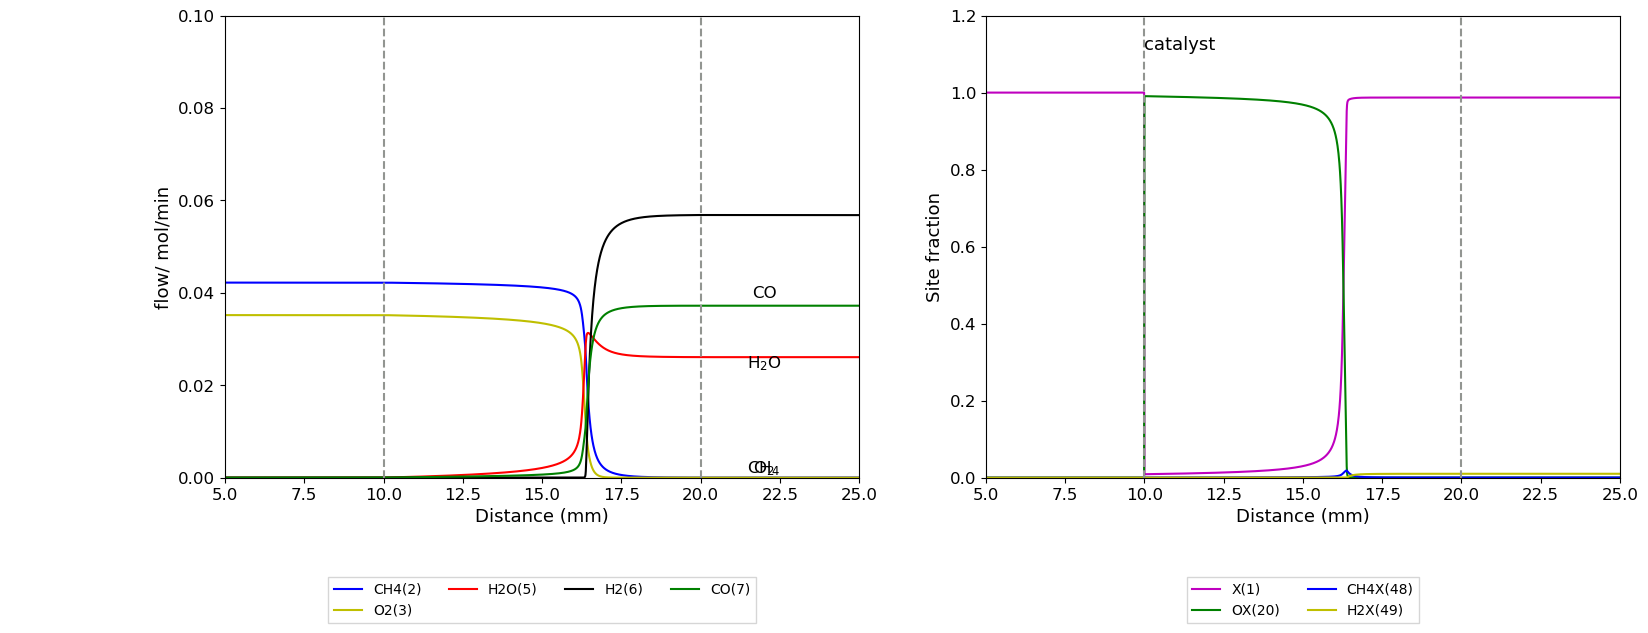 0.10
0.08
0.06
0.04
0.02
0.00
flow/ mol/min
CO
H₂O
CH₄
O₂
5.0 7.5 10.0 12.5 15.0 17.5 20.0 22.5 25.0
Distance (mm)
CH4(2) H2O(5) H2(6) CO(7)
O2(3)
1.2
1.0
0.8
0.6
0.4
0.2
0.0
Site fraction
catalyst
5.0 7.5 10.0 12.5 15.0 17.5 20.0 22.5 25.0
Distance (mm)
X(1) CH4X(48)
OX(20) H2X(49)